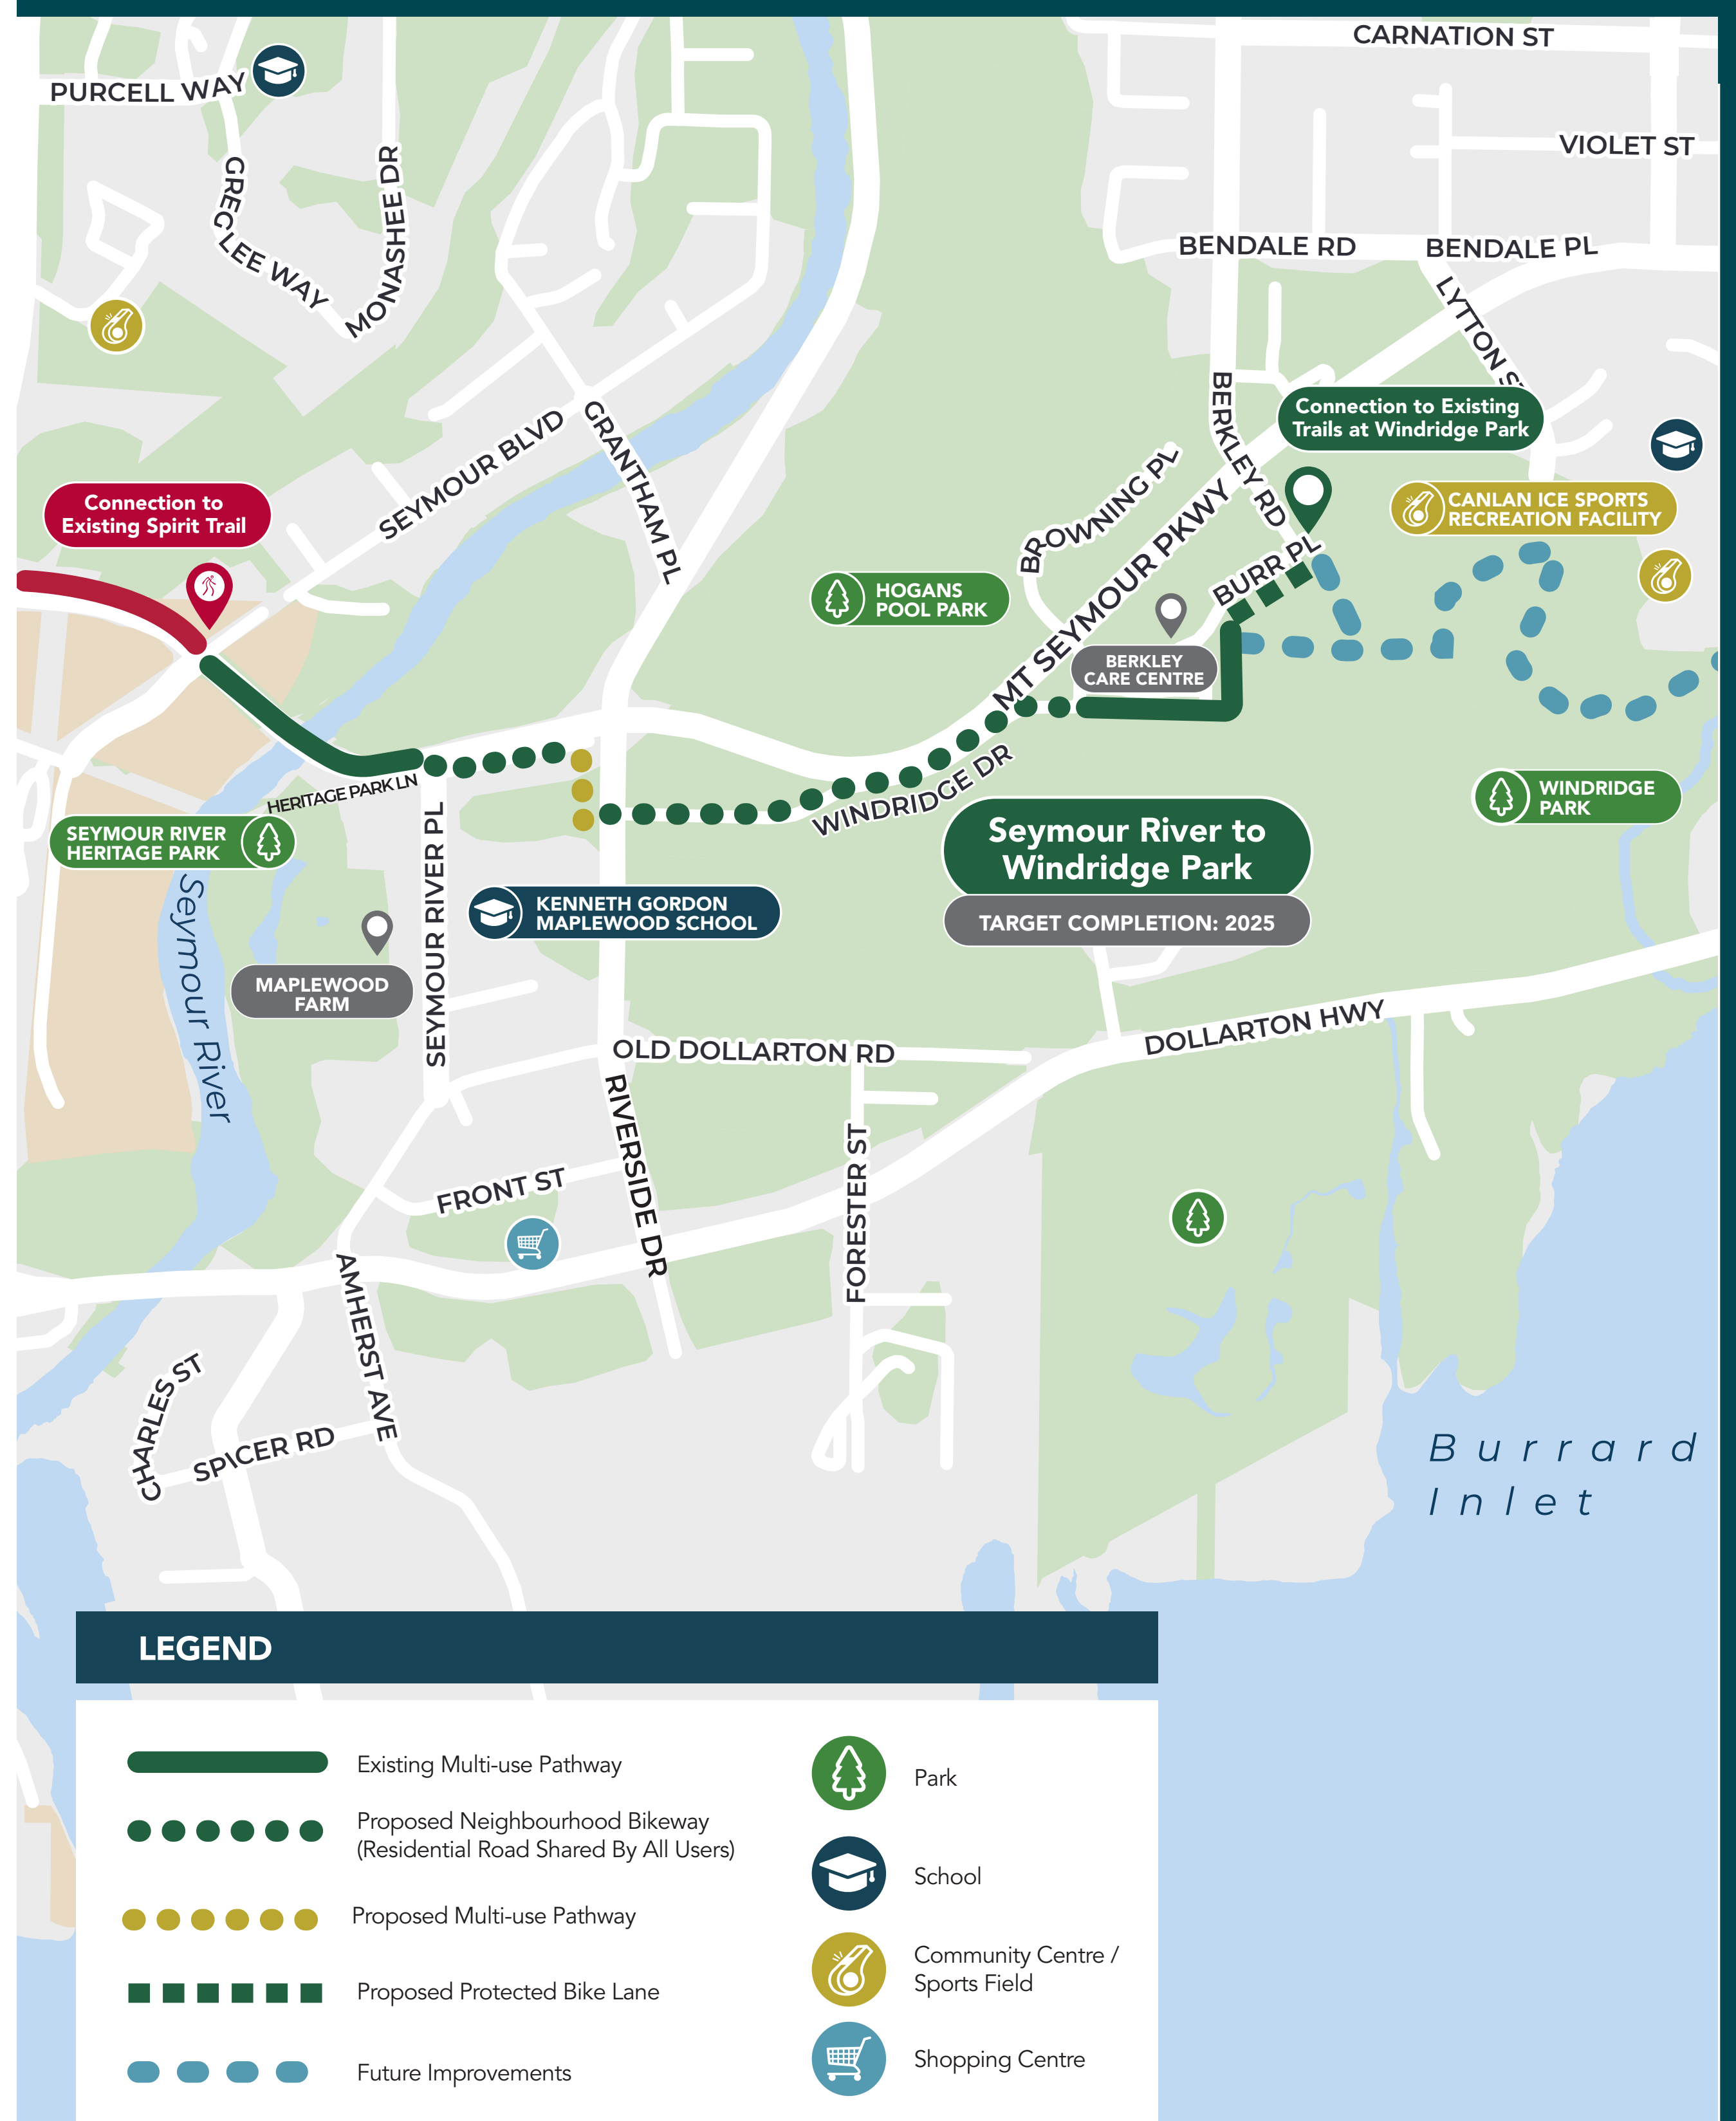 CARNATION ST
PURCELL WAY
VIOLET ST
GREG LEE WAY
MONASHEE DR
BENDALE RD
BENDALE PL
LYTTON S
BERKLEY RD
Connection to Existing
Trails at Windridge Park
SEYMOUR BLVD
GRANTHAM PL
BROWNING PL
MT SEYMOUR PKWY
CANLAN ICE SPORTS
RECREATION FACILITY
Connection to
Existing Spirit Trail
BURR PL
HOGANS
POOL PARK
BERKLEY
CARE CENTRE
HERITAGE PARK LN
WINDRIDGE DR
WINDRIDGE
PARK
SEYMOUR RIVER
HERITAGE PARK
Seymour River to
Windridge Park
TARGET COMPLETION: 2025
SEYMOUR RIVER PL
KENNETH GORDON
MAPLEWOOD SCHOOL
Seymour River
MAPLEWOOD
FARM
DOLLARTON HWY
OLD DOLLARTON RD
RIVERSIDE DR
FORESTER ST
FRONT ST
AMHERST AVE
CHARLES ST
SPICER RD
Burrard
Inlet
LEGEND
Existing Multi-use Pathway
Proposed Neighbourhood Bikeway
(Residential Road Shared By All Users)
Proposed Multi-use Pathway
Proposed Protected Bike Lane
Future Improvements
Park
School
Community Centre /
Sports Field
Shopping Centre